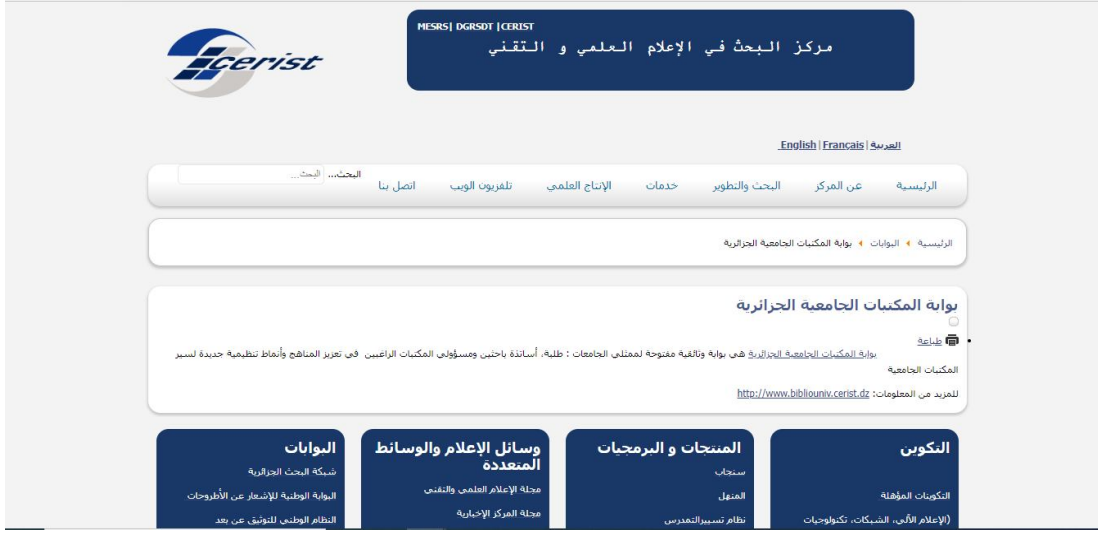 cerist
MESRS| DGRSDT |CERIST
مركز البحث في الإعلام العلمي و التقني
العربية | Francais | English
الرئيسية عن المركز البحث والتطوير خدمات الإنتاج العلمي تلفزيون الويب اتصل بنا البحث... البحث...
الرئيسية البوابات بوابة المكتبات الجامعية الجزائرية
بوابة المكتبات الجامعية الجزائرية
طباعة
بوابة المكتبات الجامعية الجزائرية هي بوابة وثائقية مفتوحة لممثلي الجامعات : طلبة، أساتذة باحثين ومسؤولي المكتبات الراغبين في تعزيز المناهج وأنماط تنظيمية جديدة لسير
المكتبات الجامعية
للمزيد من المعلومات: http://www.bibliouniv.cerist.dz
التكوين
التكوينات المؤهلة
(الإعلام الآلي، الشبكات، تكنولوجيات
المنتجات و البرمجيات
سنجاب
المنهل
نظام تسييرالتمدرس
وسائل الإعلام والوسائط
المتعددة
مجلة الإعلام العلمي والتقني
مجلة المركز الإخبارية
البوابات
شبكة البحث الجزائرية
البوابة الوطنية للإشعار عن الأطروحات
النظام الوطني للتوثيق عن بعد